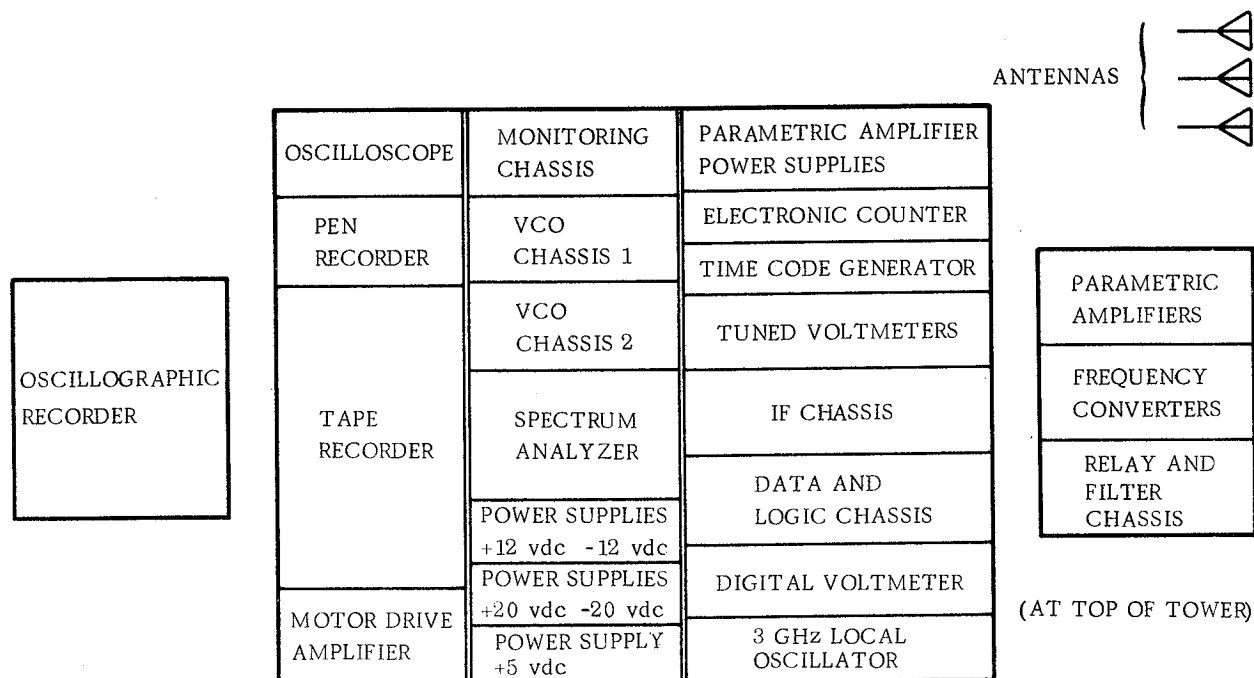 ANTENNAS
OSCILLOSCOPE
PEN
RECORDER
TAPE
RECORDER
MOTOR DRIVE
AMPLIFIER
MONITORING
CHASSIS
VCO
CHASSIS 1
VCO
CHASSIS 2
SPECTRUM
ANALYZER
POWER SUPPLIES
+12 vdc -12 vdc
POWER SUPPLIES
+20 vdc -20 vdc
POWER SUPPLY
+5 vdc
PARAMETRIC AMPLIFIER
POWER SUPPLIES
ELECTRONIC COUNTER
TIME CODE GENERATOR
TUNED VOLTMETERS
IF CHASSIS
DATA AND
LOGIC CHASSIS
DIGITAL VOLTMETER
3 GHz LOCAL
OSCILLATOR
OSCILLOGRAPHIC
RECORDER
PARAMETRIC
AMPLIFIERS
FREQUENCY
CONVERTERS
RELAY AND
FILTER
CHASSIS
(AT TOP OF TOWER)